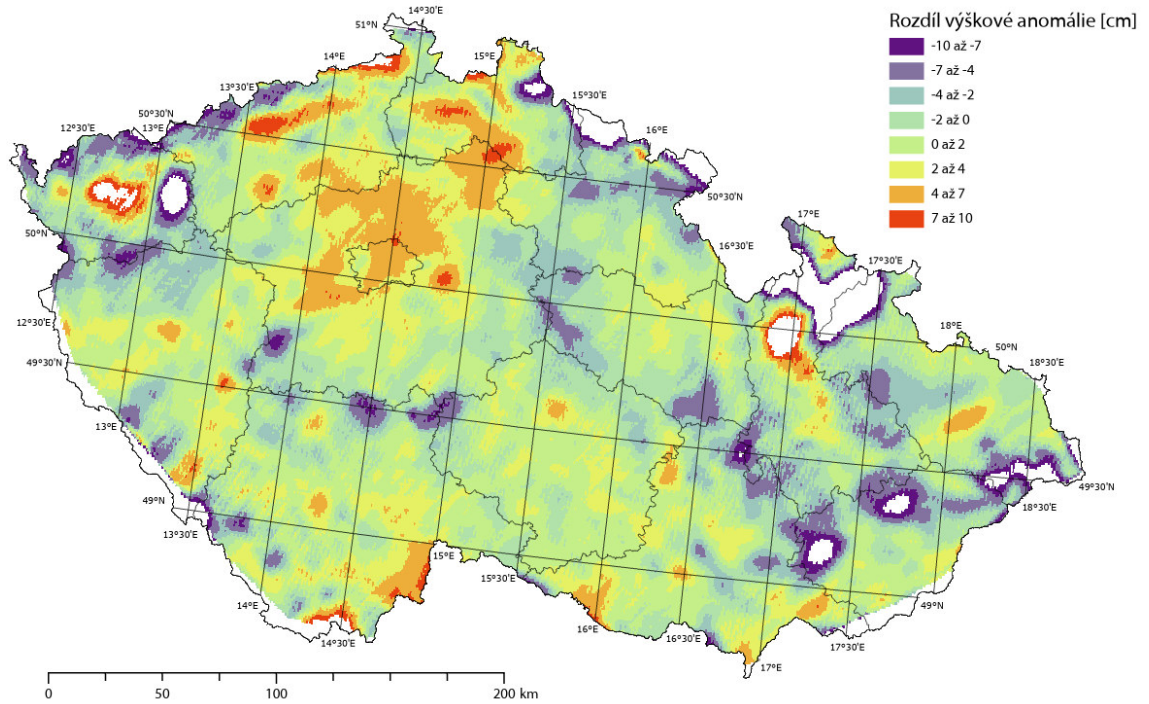 14°30'E
51°N
Rozdíl výškové anomálie [cm]
-10 až -7
-7 až -4
-4 až -2
-2 až 0
0 až 2
2 až 4
4 až 7
7 až 10
14°E
15°E
13°30'E
15°30'E
50°30'N
12°30'E
13°E
16°E
50°30'N
50°N
17°E
16°30'E
17°30'E
12°30'E
18°E
50°N
49°30'N
18°30'E
13°E
49°N
13°30'E
49°30'N
18°30'E
15°E
15°30'E
14°E
49°N
16°E
14°30'E
16°30'E
17°30'E
17°E
0
50
100
200 km